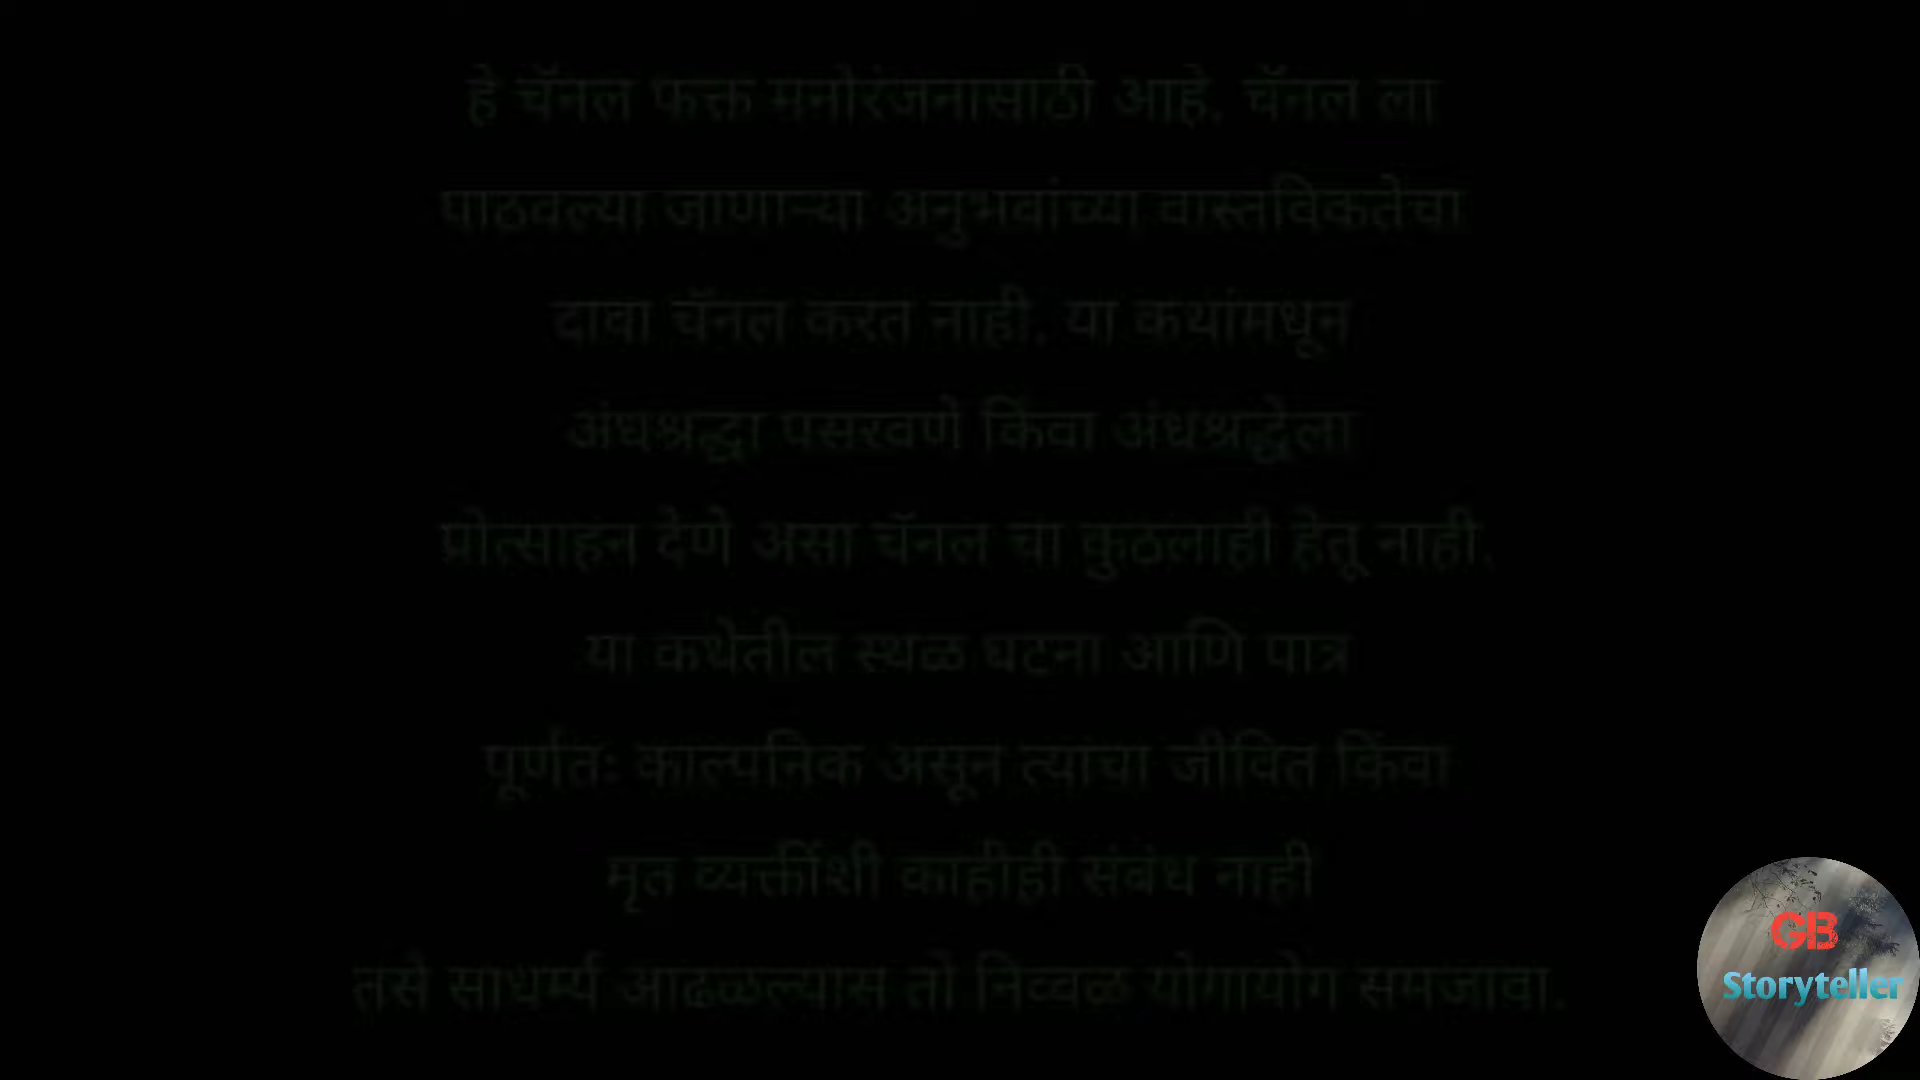 हे चॅनल फक्त मनोरंजनासाठी आहे. चॅनल ला
पाठवल्या जाणाऱ्या अनुभवांच्या वास्तविकतेचा
दावा चॅनल करत नाही. या कथांमधून
अंधश्रद्धा पसरवणे किंवा अंधश्रद्धेला
प्रोत्साहन देणे असा चॅनल चा कुठलाही हेतू नाही.
या कथेतील स्थळ घटना आणि पात्र
पूर्णतः काल्पनिक असून त्याचा जीवित किंवा
मृत व्यक्तींशी काहीही संबंध नाही
तसे साधर्म्य आढळल्यास तो निव्वळ योगायोग समजावा.
GB
Storyteller